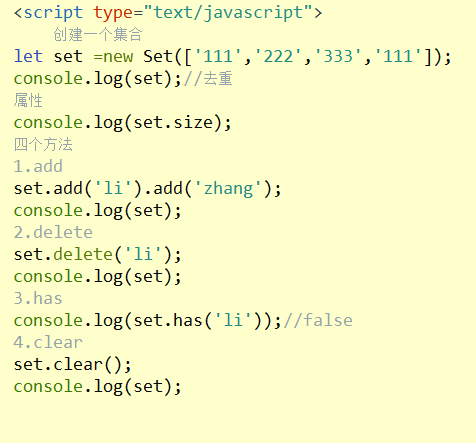 <script type="text/javascript">
创建一个集合
let set =new Set(['111','222','333','111']);
console.log(set);//去重
属性
console.log(set.size);
四个方法
1.add
set.add('li').add('zhang');
console.log(set);
2.delete
set.delete('li');
console.log(set);
3.has
console.log(set.has('li'));//false
4.clear
set.clear();
console.log(set);